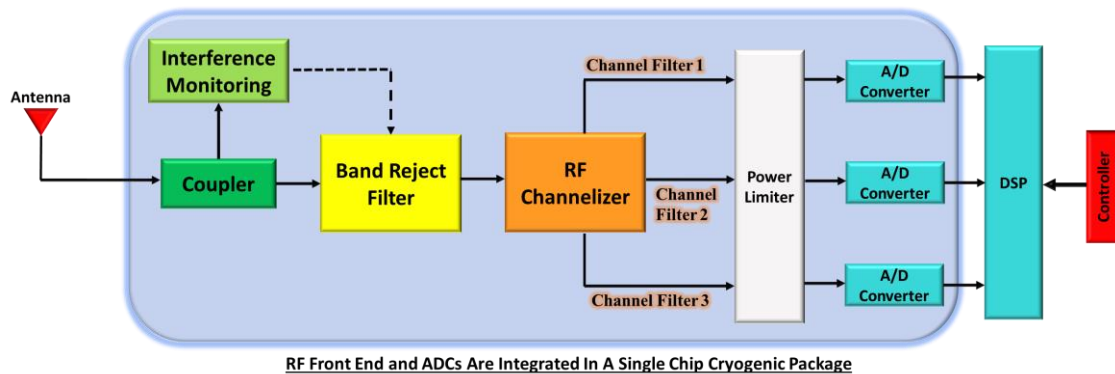 Antenna
Interference
Monitoring
Coupler
Band Reject
Filter
RF
Channelizer
Channel Filter 1
Channel
Filter 2
Channel Filter 3
Power
Limiter
A/D
Converter
A/D
Converter
A/D
Converter
DSP
Controller
RF Front End and ADCs Are Integrated In A Single Chip Cryogenic Package